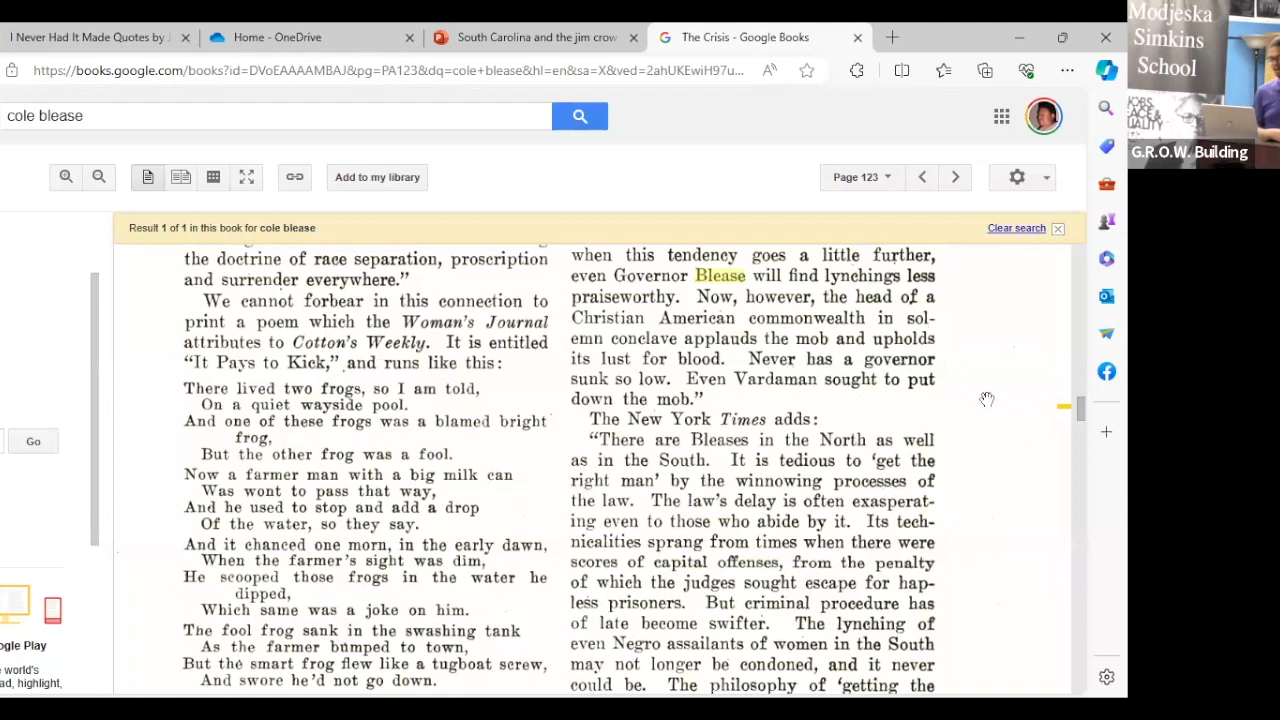 I Never Had It Made Quotes by J
Home - OneDrive
South Carolina and the jim crow
The Crisis - Google Books
https://books.google.com/books?id=DVoEAAAAMBAJ&pg=PA123&dq=cole+blease&hl=en&sa=X&ved=2ahUKEwiH97u...
cole blease
Add to my library
Page 123
Result 1 of 1 in this book for cole blease
Clear search
the doctrine of race separation, proscription
and surrender everywhere."
We cannot forbear in this connection to
print a poem which the Woman's Journal
attributes to Cotton's Weekly. It is entitled
"It Pays to Kick," and runs like this:
There lived two frogs, so I am told,
On a quiet wayside pool.
And one of these frogs was a blamed bright
frog,
But the other frog was a fool.
Now a farmer man with a big milk can
Was wont to pass that way,
And he used to stop and add a drop
Of the water, so they say.
And it chanced one morn, in the early dawn,
When the farmer's sight was dim,
He scooped those frogs in the water he
dipped,
Which same was a joke on him.
The fool frog sank in the swashing tank
As the farmer bumped to town,
But the smart frog flew like a tugboat screw,
And swore he'd not go down.
when this tendency goes a little further,
even Governor Blease will find lynchings less
praiseworthy. Now, however, the head of a
Christian American commonwealth in sol-
emn conclave applauds the mob and upholds
its lust for blood. Never has a governor
sunk so low. Even Vardaman sought to put
down the mob."
The New York Times adds:
"There are Bleases in the North as well
as in the South. It is tedious to 'get the
right man' by the winnowing processes of
the law. The law's delay is often exasperat-
ing even to those who abide by it. Its tech-
nicalities sprang from times when there were
scores of capital offenses, from the penalty
of which the judges sought escape for hap-
less prisoners. But criminal procedure has
of late become swifter. The lynching of
even Negro assailants of women in the South
may not longer be condoned, and it never
could be. The philosophy of 'getting the
Go
ogle Play
e world's
ad, highlight,
Modjeska
Simkins
School
JOBS,
G.R.O.W. Building